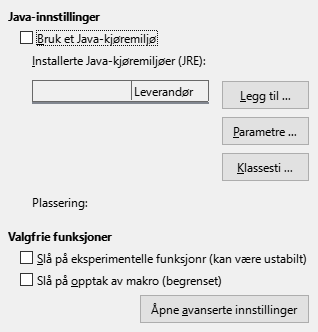 Java-innstillinger
Bruk et Java-kjøremiljø
Installerte Java-kjøremiljøer (JRE):
Leverandør
Legg til ...
Parametre ...
Klassesti ...
Plassering:
Valgfrie funksjoner
Slå på eksperimentelle funksjonr (kan være ustabilt)
Slå på opptak av makro (begrenset)
Åpne avanserte innstillinger